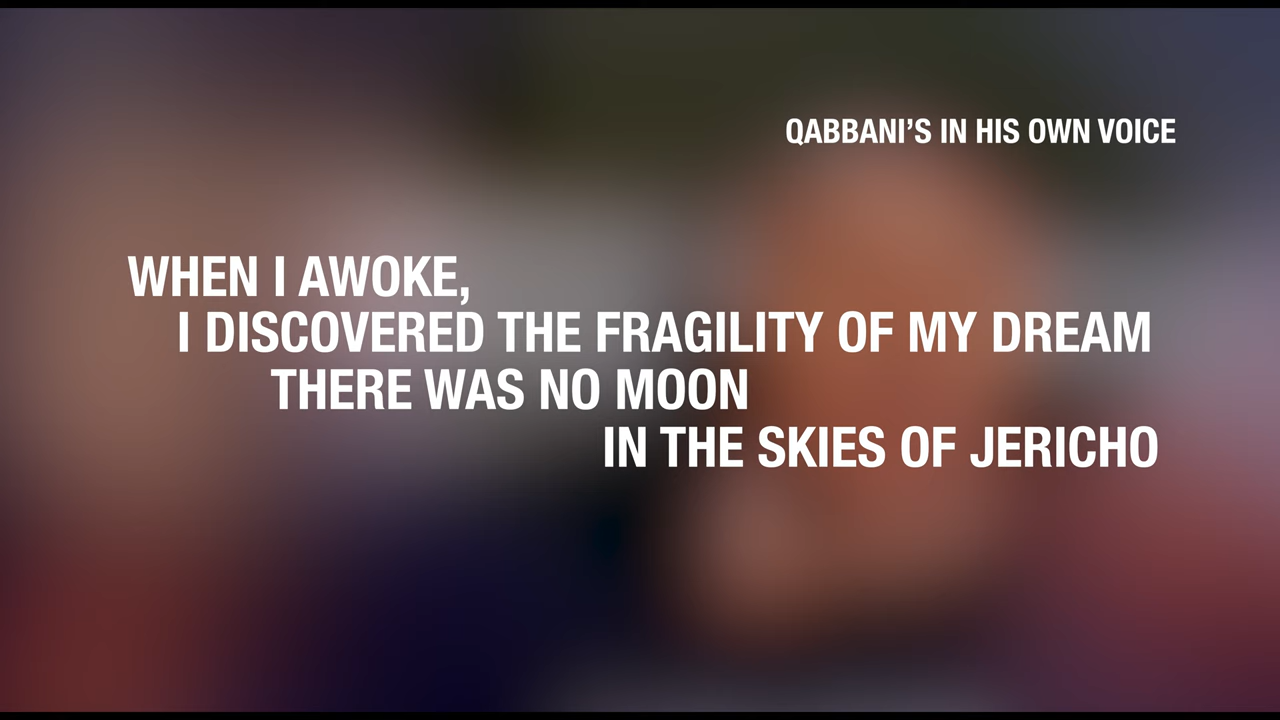 QABBANI’S IN HIS OWN VOICE
WHEN I AWOKE,
I DISCOVERED THE FRAGILITY OF MY DREAM
THERE WAS NO MOON
IN THE SKIES OF JERICHO